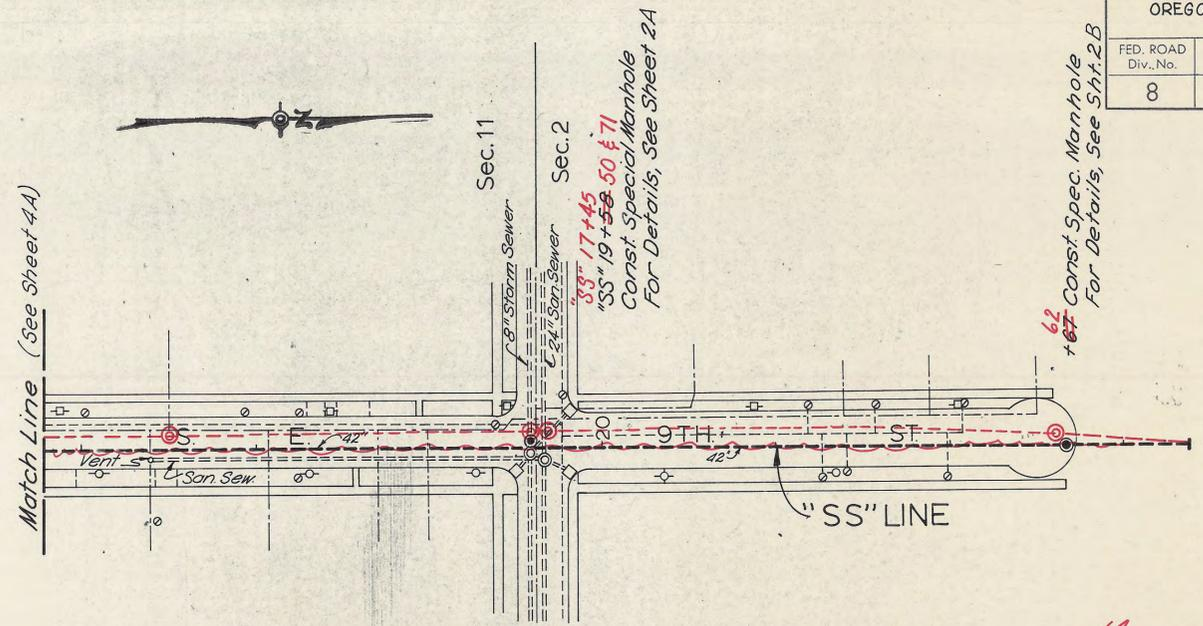 OREGO
FED. ROAD
Div., No.
8
Z
Match Line (See Sheet 4A)
Sec. 11
Sec. 2
8" Storm Sewer
24" San. Sewer
"SS" 17+45
"SS" 19+58 50 & 71
Const. Special Manhole
For Details, See Sheet 2A
62
+67 Const. Spec. Manhole
For Details, See Sht. 2B
S. E. 9TH. ST.
42"
20
42"
Vent
San. Sew.
"SS" LINE